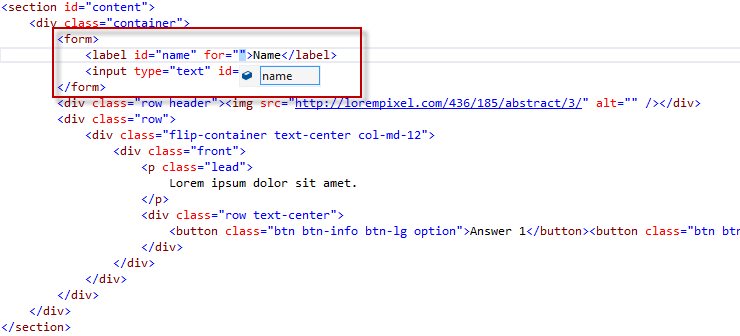 <section id="content">
<div class="container">
<form>
<label id="name" for="">Name</label>
<input type="text" id=
name
</form>
<div class="row header"><img src="http://lorempixel.com/436/185/abstract/3/" alt="" /></div>
<div class="row">
<div class="flip-container text-center col-md-12">
<div class="front">
<p class="lead">
Lorem ipsum dolor sit amet.
</p>
<div class="row text-center">
<button class="btn btn-info btn-lg option">Answer 1</button><button class="btn btn
</div>
</div>
</div>
</div>
</div>
</section>